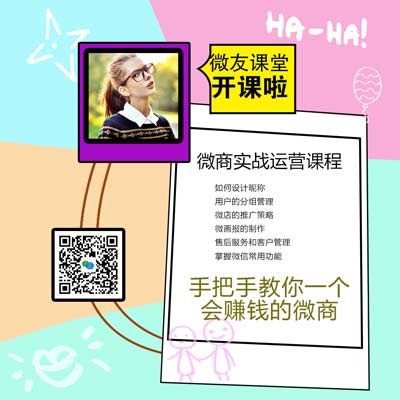 HA-HA!
微友课堂
开课啦
微商实战运营课程
如何设计昵称
用户的分组管理
微店的推广策略
微画报的制作
售后服务和客户管理
掌握微信常用功能
手把手教你一个
会赚钱的微商